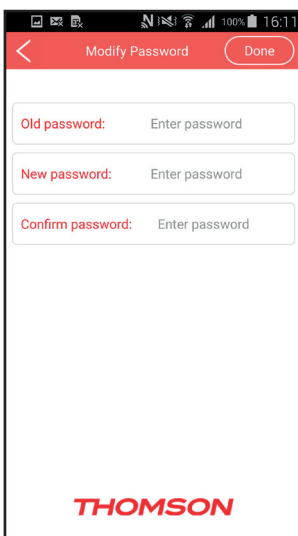 100% 16:11
Modify Password Done
Old password: Enter password
New password: Enter password
Confirm password: Enter password
THOMSON